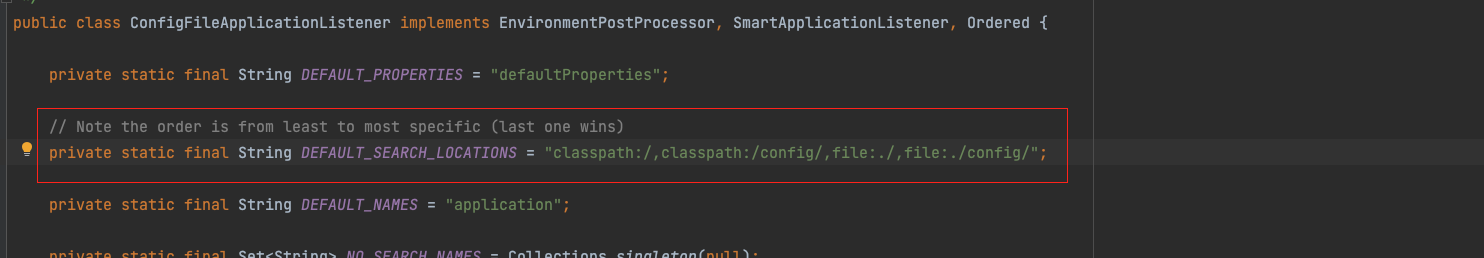 public class ConfigFileApplicationListener implements EnvironmentPostProcessor, SmartApplicationListener, Ordered {
private static final String DEFAULT_PROPERTIES = "defaultProperties";
// Note the order is from least to most specific (last one wins)
private static final String DEFAULT_SEARCH_LOCATIONS = "classpath:/,classpath:/config/,file:./,file:./config/";
private static final String DEFAULT_NAMES = "application";
private static final Set<String> NO_SEARCH_NAMES = Collections.singleton(null);